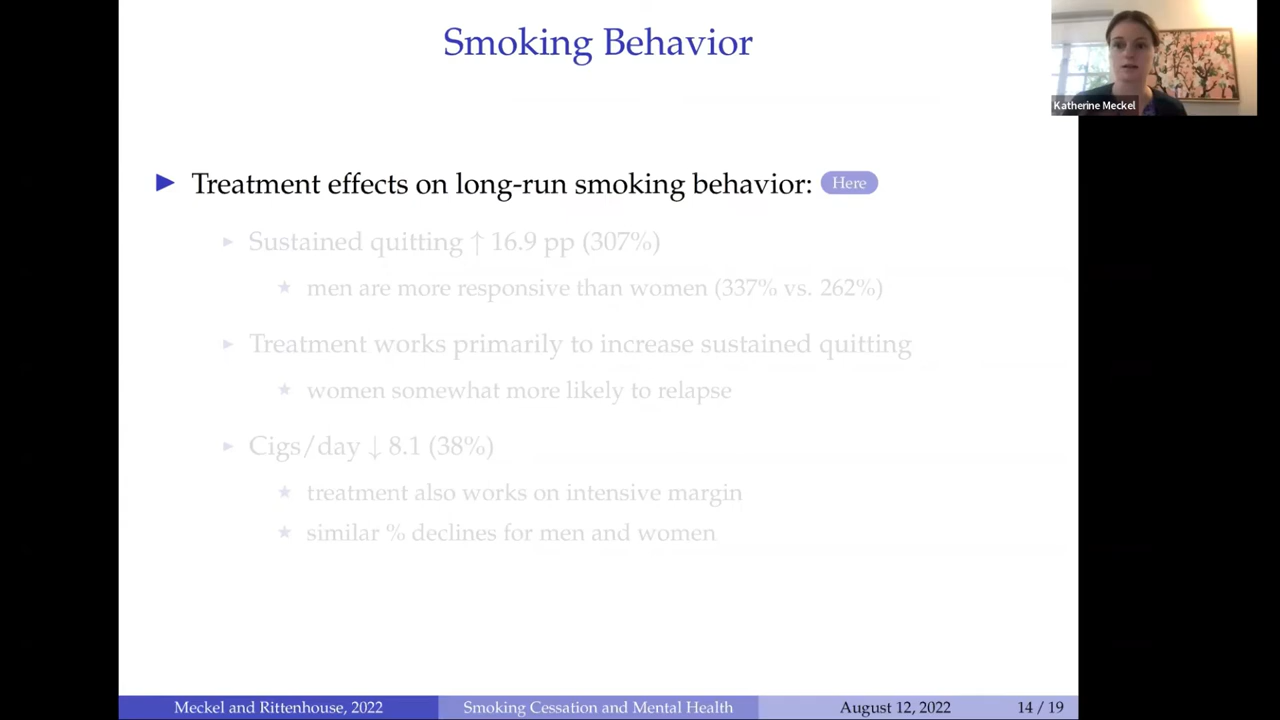 Smoking Behavior
Katherine Meckel
▶ Treatment effects on long-run smoking behavior: Here
▶ Sustained quitting ↑ 16.9 pp (307%)
★ men are more responsive than women (337% vs. 262%)
▶ Treatment works primarily to increase sustained quitting
★ women somewhat more likely to relapse
▶ Cigs/day ↓ 8.1 (38%)
★ treatment also works on intensive margin
★ similar % declines for men and women
Meckel and Rittenhouse, 2022 Smoking Cessation and Mental Health August 12, 2022 14 / 19